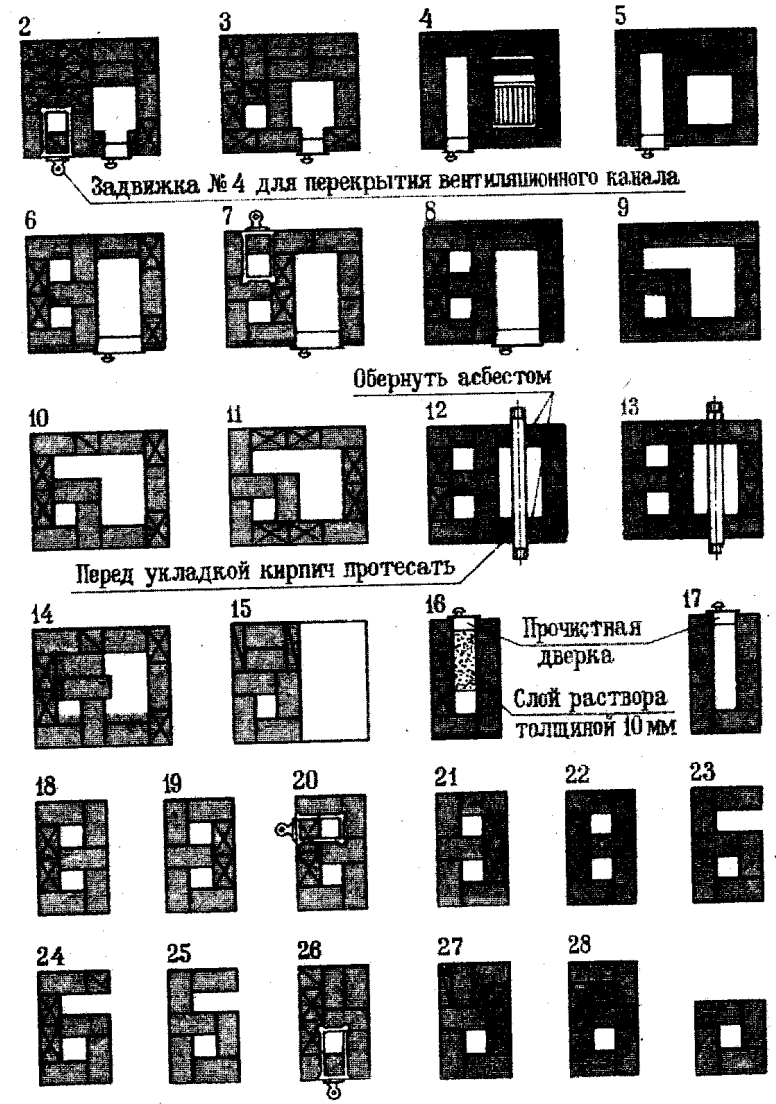 2 3 4 5
Задвижка № 4 для перекрытия вентиляционного канала
6 7 8 9
Обернуть асбестом
10 11 12 13
Перед укладкой кирпич протесать
14 15 16 17
Прочистная
дверка
Слой раствора
толщиной 10 мм
18 19 20 21 22 23
24 25 26 27 28